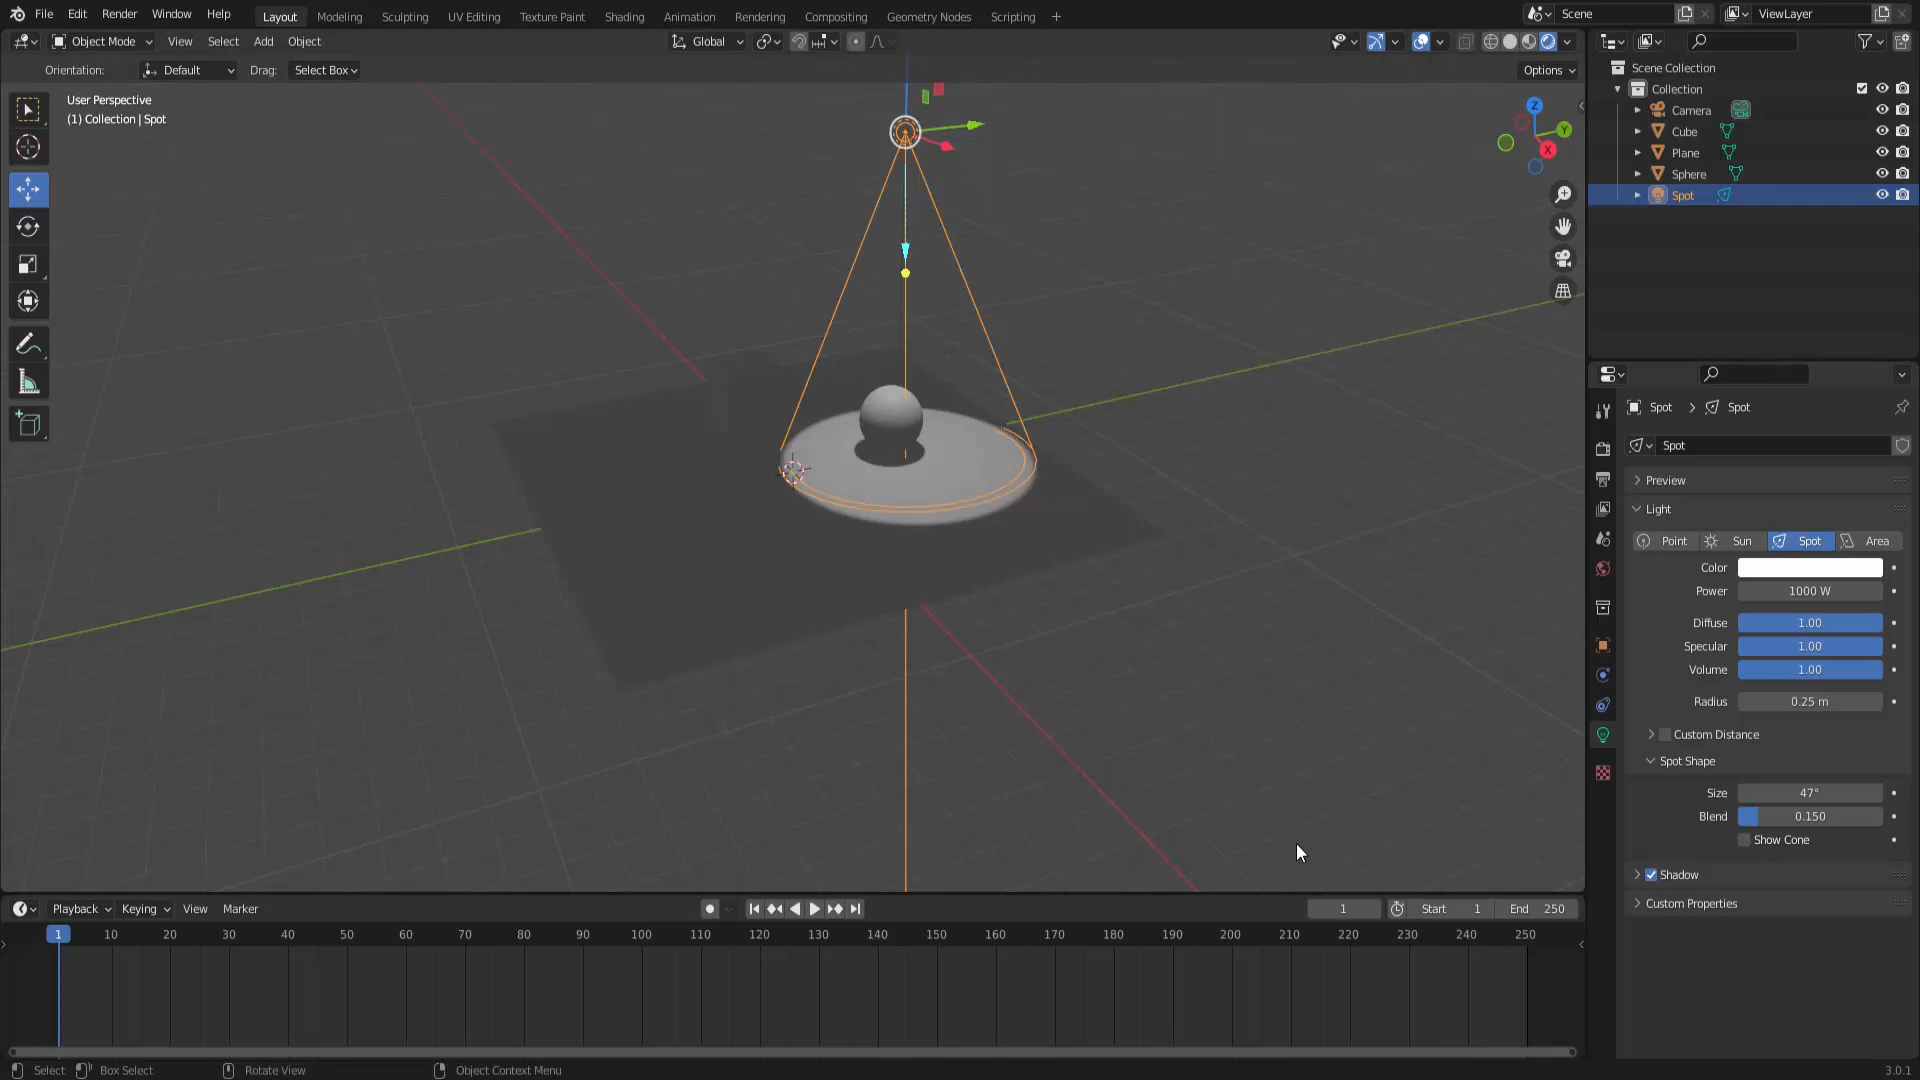 File Edit Render Window Help Layout Modeling Sculpting UV Editing Texture Paint Shading Animation Rendering Compositing Geometry Nodes Scripting + Scene ViewLayer
Object Mode View Select Add Object Global
Orientation: Default Drag: Select Box Options
User Perspective
(1) Collection | Spot
Z
Y
X
Scene Collection
Collection
Camera
Cube
Plane
Sphere
Spot
Spot > Spot
Spot
Preview
Light
Point Sun Spot Area
Color
Power 1000 W
Diffuse 1.00
Specular 1.00
Volume 1.00
Radius 0.25 m
Custom Distance
Spot Shape
Size 47°
Blend 0.150
Show Cone
Shadow
Custom Properties
Playback Keying View Marker 1 Start 1 End 250
1 10 20 30 40 50 60 70 80 90 100 110 120 130 140 150 160 170 180 190 200 210 220 230 240 250
Select Box Select Rotate View Object Context Menu 3.0.1